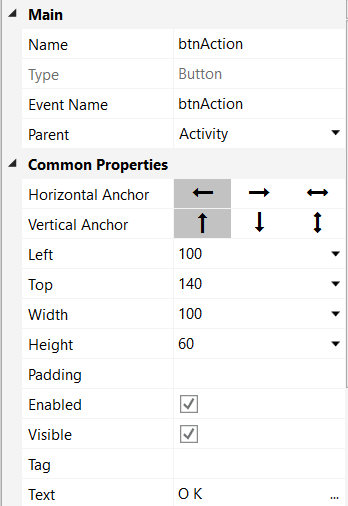 Main
Name btnAction
Type Button
Event Name btnAction
Parent Activity
Common Properties
Horizontal Anchor
Vertical Anchor
Left 100
Top 140
Width 100
Height 60
Padding
Enabled
Visible
Tag
Text O K ...